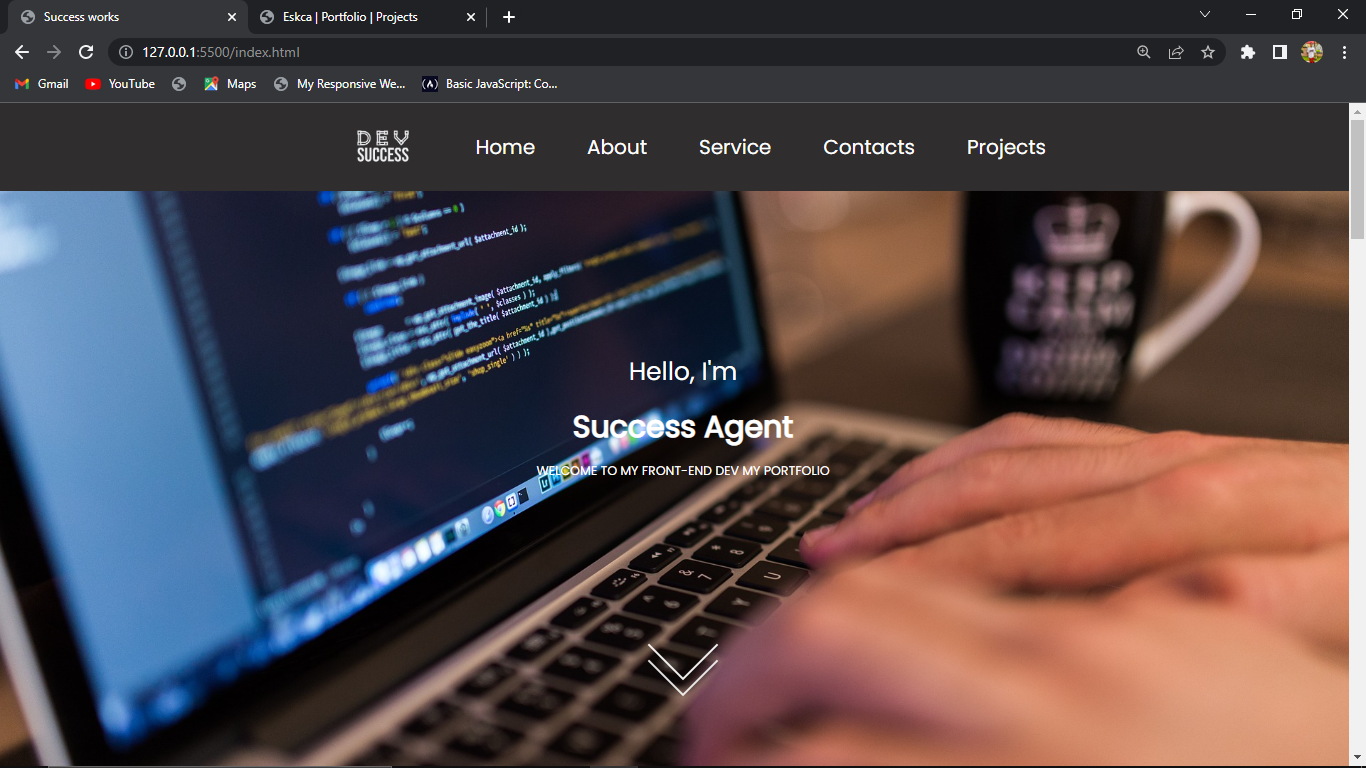 Success works
Eskca | Portfolio | Projects
127.0.0.1:5500/index.html
Gmail
YouTube
Maps
My Responsive We...
Basic JavaScript: Co...
DEV
SUCCESS
Home
About
Service
Contacts
Projects
Hello, I'm
Success Agent
WELCOME TO MY FRONT-END DEV MY PORTFOLIO
KEEP
CALM